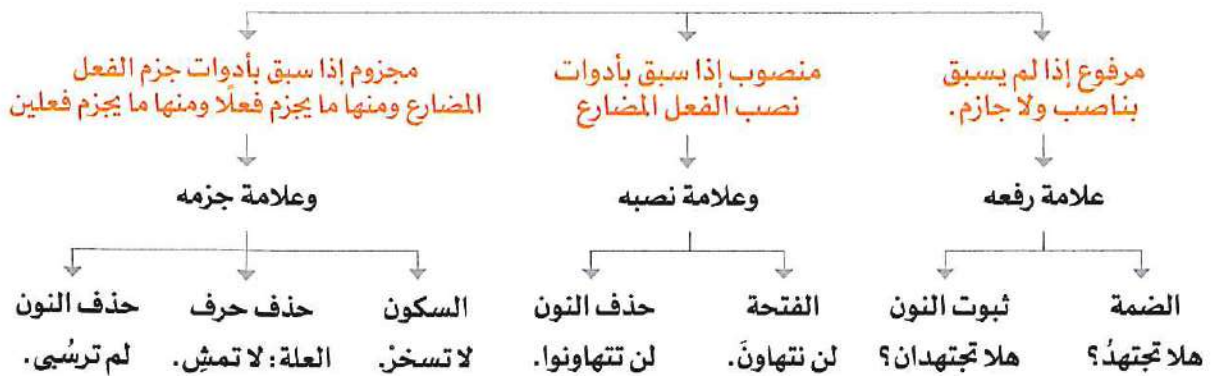 مرفوع إذا لم يسبق
بناصب ولا جازم.
منصوب إذا سبق بأدوات
نصب الفعل المضارع
مجزوم إذا سبق بأدوات جزم الفعل
المضارع ومنها ما يجزم فعلًا ومنها ما يجزم فعلين
علامة رفعه
وعلامة نصبه
وعلامة جزمه
الضمة
هلا تجتهدُ؟
ثبوت النون
هلا تجتهدان؟
الفتحة
لن نتهاونَ.
حذف النون
لن تتهاونوا.
السكون
لا تسخرْ.
حذف حرف
العلة: لا تمشِ.
حذف النون
لم ترسُبي.